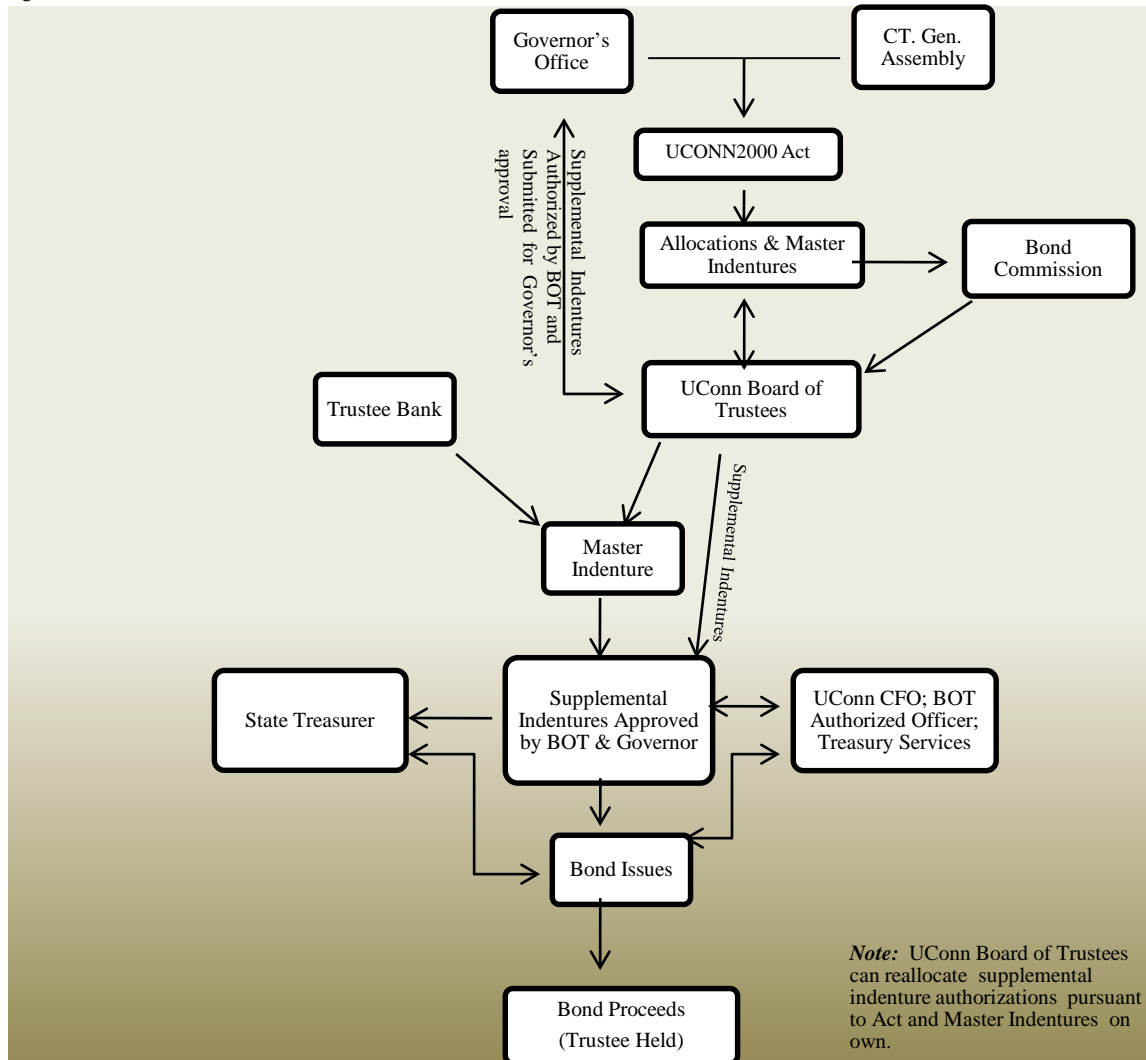 Governor's
Office
CT. Gen.
Assembly
UCONN2000 Act
Supplemental Indentures
Authorized by BOT and
Submitted for Governor's
approval
Allocations & Master
Indentures
Bond
Commission
UConn Board of
Trustees
Trustee Bank
Supplemental Indentures
Master
Indenture
State Treasurer
Supplemental
Indentures Approved
by BOT & Governor
UConn CFO; BOT
Authorized Officer;
Treasury Services
Bond Issues
Bond Proceeds
(Trustee Held)
Note: UConn Board of Trustees
can reallocate supplemental
indenture authorizations pursuant
to Act and Master Indentures on
own.